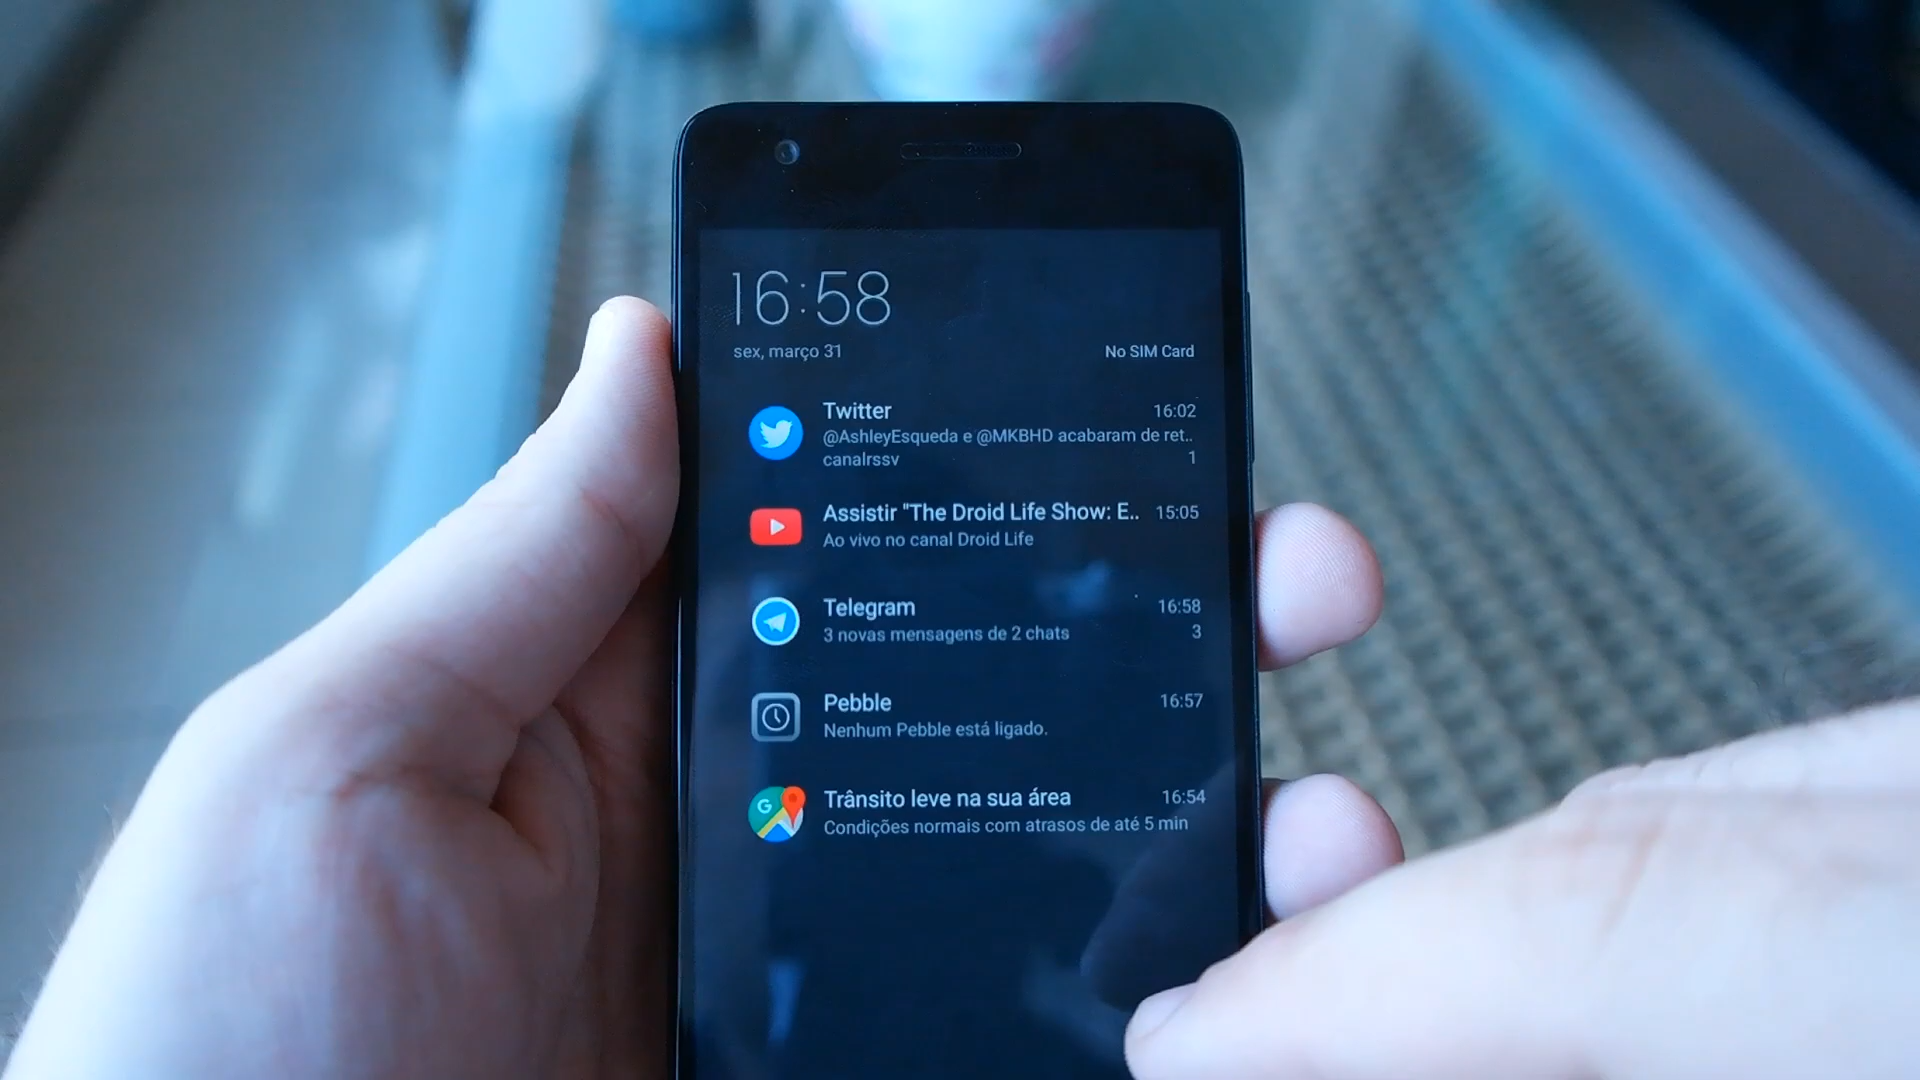 16:58
sex, março 31
No SIM Card
Twitter 16:02
@AshleyEsqueda e @MKBHD acabaram de ret..
canalrssv 1
Assistir "The Droid Life Show: E.. 15:05
Ao vivo no canal Droid Life
Telegram 16:58
3 novas mensagens de 2 chats 3
Pebble 16:57
Nenhum Pebble está ligado.
G
Trânsito leve na sua área 16:54
Condições normais com atrasos de até 5 min